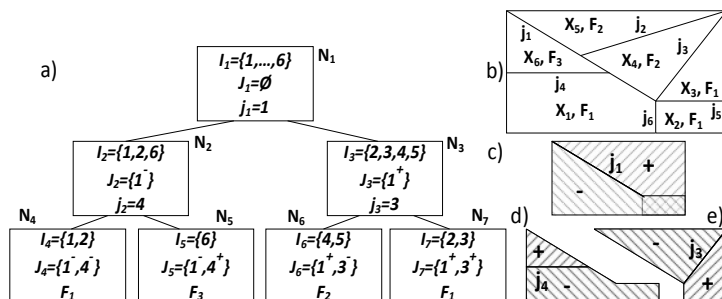 a)
I₁={1,...,6}
J₁=Ø
j₁=1
N₁
I₂={1,2,6}
J₂={1⁻}
j₂=4
N₂
I₃={2,3,4,5}
J₃={1⁺}
j₃=3
N₃
N₄
I₄={1,2}
J₄={1⁻,4⁻}
F₁
N₅
I₅={6}
J₅={1⁻,4⁺}
F₃
N₆
I₆={4,5}
J₆={1⁺,3⁻}
F₂
N₇
I₇={2,3}
J₇={1⁺,3⁺}
F₁
b)
j₁
X₅, F₂
j₂
j₃
X₆, F₃
X₄, F₂
j₄
X₃, F₁
X₁, F₁
j₆
X₂, F₁
j₅
c)
j₁
+
-
d)
+
j₄
-
e)
-
j₃
+